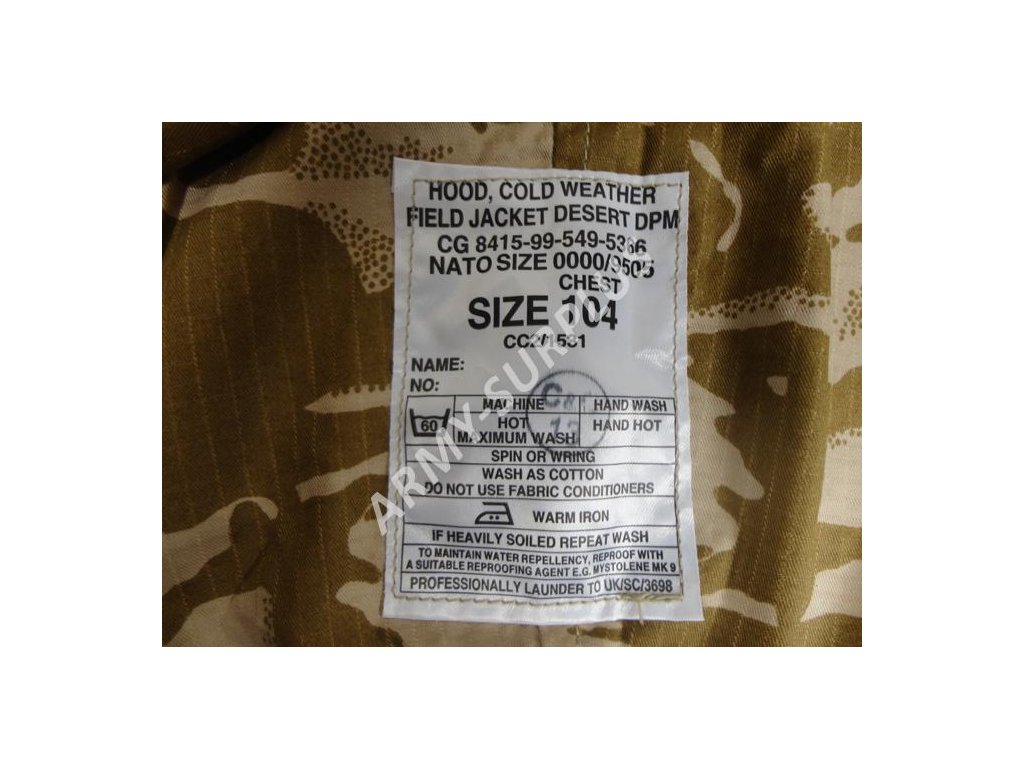 HOOD, COLD WEATHER
FIELD JACKET DESERT DPM
CG 8415-99-549-5366
NATO SIZE 0000/9505
CHEST
SIZE 104
CC2/1531
NAME:
NO:
MACHINE HAND WASH
60 HOT HAND HOT
MAXIMUM WASH
SPIN OR WRING
WASH AS COTTON
DO NOT USE FABRIC CONDITIONERS
WARM IRON
IF HEAVILY SOILED REPEAT WASH
TO MAINTAIN WATER REPELLENCY, REPROOF WITH
A SUITABLE REPROOFING AGENT E.G. MYSTOLENE MK 9
PROFESSIONALLY LAUNDER TO UK/SC/3698
ARMY-SURPLUS